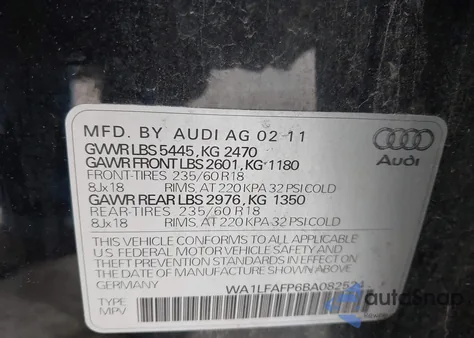 MFD. BY AUDI AG 02 11
GVWR LBS 5445, KG 2470
GAWR FRONT LBS 2601, KG 1180
FRONT-TIRES 235/60 R18
8Jx18 RIMS, AT 220 KPA 32 PSI COLD
GAWR REAR LBS 2976, KG 1350
REAR-TIRES 235/60 R18
8Jx18 RIMS, AT 220 KPA 32 PSI COLD
Audi
THIS VEHICLE CONFORMS TO ALL APPLICABLE
U.S FEDERAL MOTOR VEHICLE SAFETY AND
THEFT PREVENTION STANDARDS IN EFFECT ON
THE DATE OF MANUFACTURE SHOWN ABOVE.
GERMANY WA1LFAFP6BA082524
TYPE
MPV
autoSnap